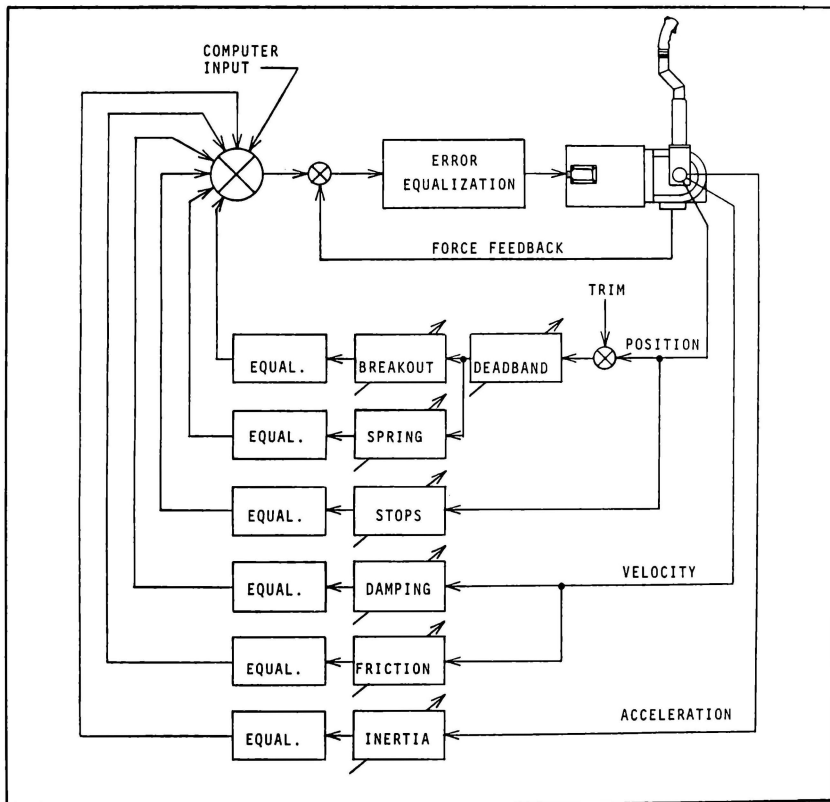 COMPUTER
INPUT
ERROR
EQUALIZATION
FORCE FEEDBACK
TRIM
POSITION
EQUAL.
BREAKOUT
DEADBAND
EQUAL.
SPRING
EQUAL.
STOPS
VELOCITY
EQUAL.
DAMPING
EQUAL.
FRICTION
ACCELERATION
EQUAL.
INERTIA